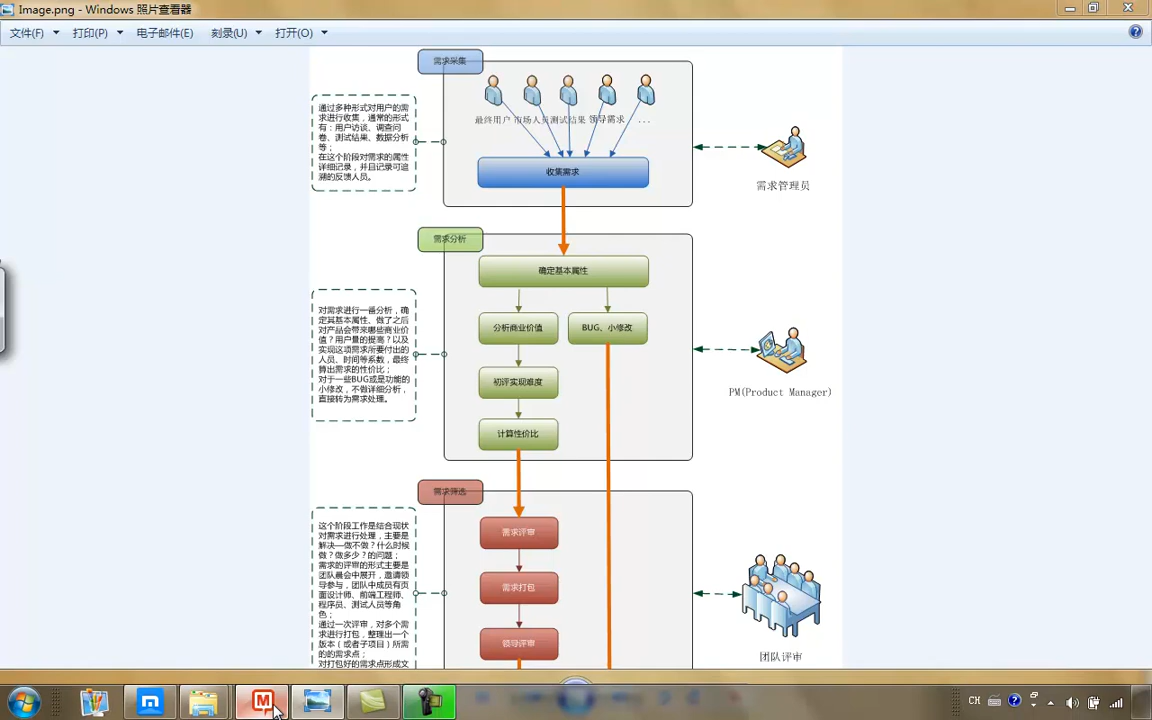 Image.png - Windows 照片查看器
文件(F) 打印(P) 电子邮件(E) 刻录(U) 打开(O)
需求采集
通过多种形式对用户的需
求进行收集，通常的形式
有：用户访谈、调查问
卷、测试结果、数据分析
等；
在这个阶段对需求的属性
详细记录，并且记录可追
溯的反馈人员。
最终用户 市场人员 测试结果 领导需求 ...
收集需求
需求管理员
需求分析
确定基本属性
对需求进行一番分析，确
定其基本属性、做了之后
对产品会带来哪些商业价
值？用户量的提高？以及
实现这项需求所要付出的
人员、时间等系数，最终
算出需求的性价比；
对于一些BUG或是功能的
小修改，不做详细分析，
直接转为需求处理。
分析商业价值
BUG、小修改
初评实现难度
计算性价比
PM(Product Manager)
需求筛选
这个阶段工作是结合现状
对需求进行处理，主要是
解决一做不做？什么时候
做？做多少？的问题；
需求的评审的形式主要是
团队晨会中展开，邀请领
导参与，团队中成员有页
面设计师、前端工程师、
程序员、测试人员等角
色；
通过一次评审，对多个需
求进行打包，整理出一个
版本（或者子项目）所需
的的需求点；
对打包好的需求点形成文
需求评审
需求打包
领导评审
团队评审
CH